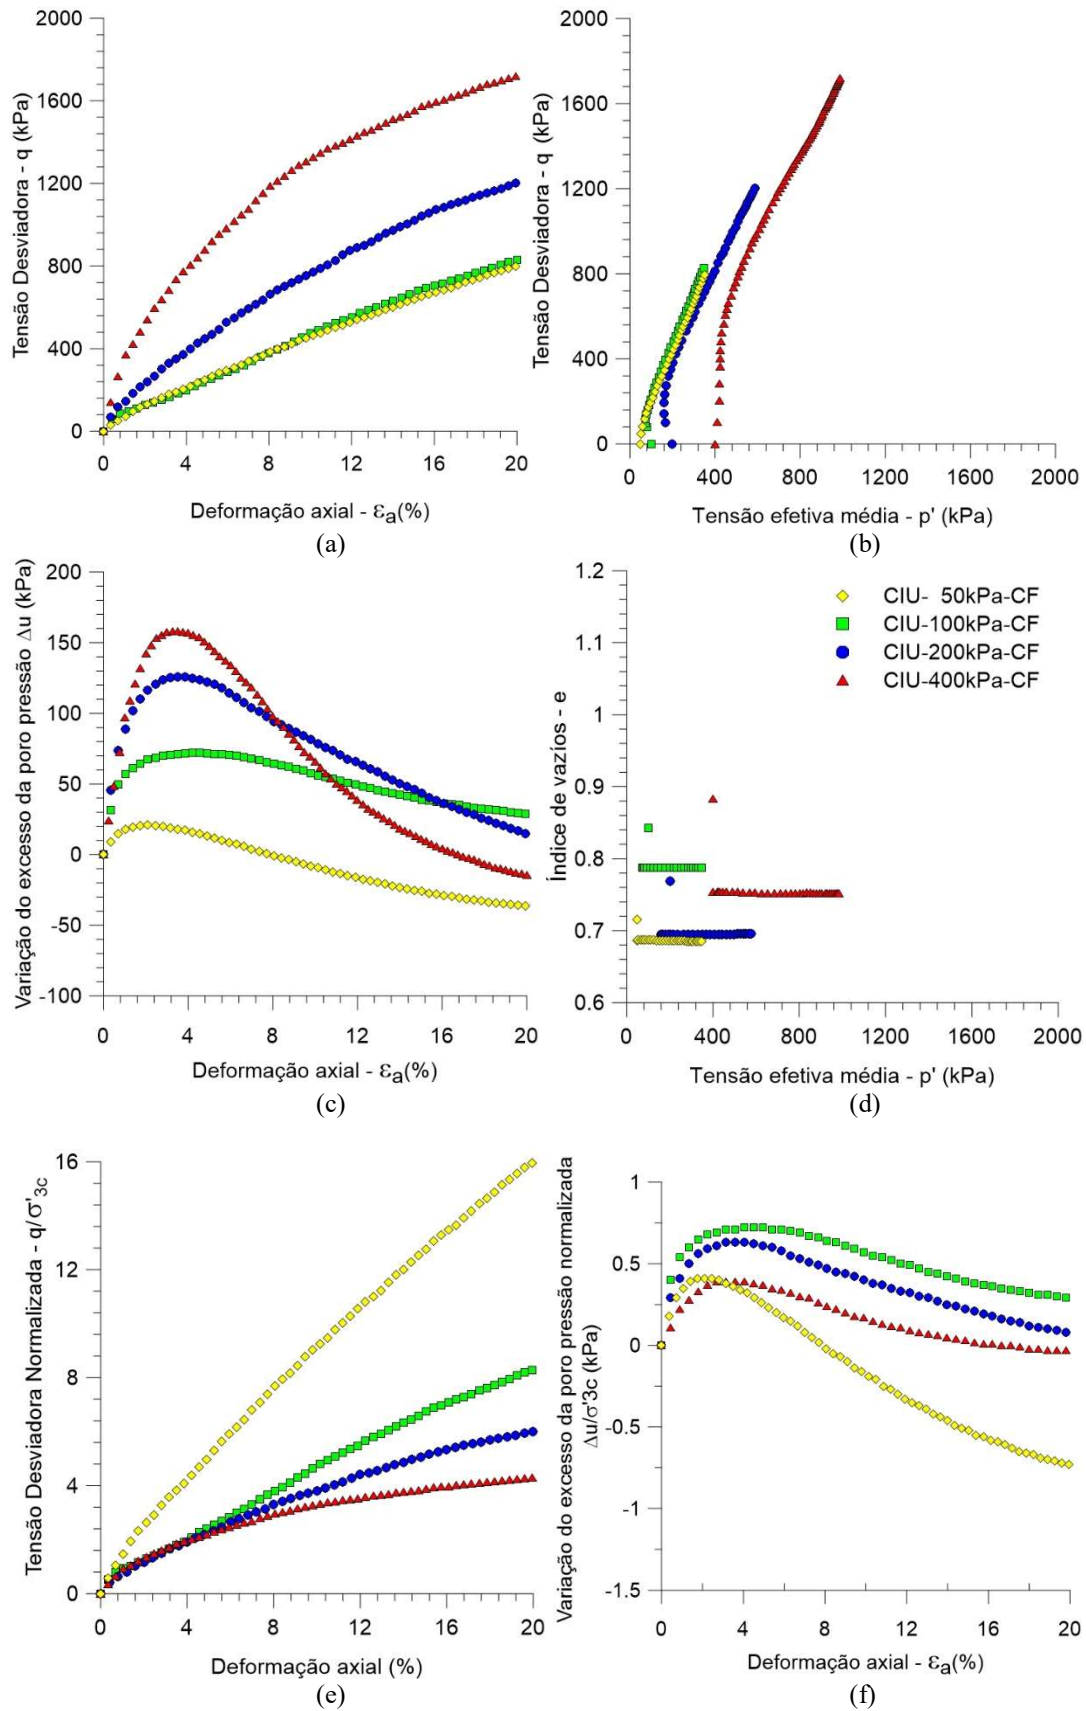 2000
1600
1200
800
400
0
Tensão Desviadora - q (kPa)
0 4 8 12 16 20
Deformação axial - εa(%)
(a)
2000
1600
1200
800
400
0
Tensão Desviadora - q (kPa)
0 400 800 1200 1600 2000
Tensão efetiva média - p' (kPa)
(b)
200
150
100
50
0
-50
-100
Variação do excesso da poro pressão Δu (kPa)
0 4 8 12 16 20
Deformação axial - εa(%)
(c)
1.2
1.1
1
0.9
0.8
0.7
0.6
Índice de vazios - e
CIU- 50kPa-CF
CIU-100kPa-CF
CIU-200kPa-CF
CIU-400kPa-CF
0 400 800 1200 1600 2000
Tensão efetiva média - p' (kPa)
(d)
16
12
8
4
0
Tensão Desviadora Normalizada - q/σ'3c
0 4 8 12 16 20
Deformação axial (%)
(e)
1
0.5
0
-0.5
-1
-1.5
Variação do excesso da poro pressão normalizada
Δu/σ'3c (kPa)
0 4 8 12 16 20
Deformação axial - εa(%)
(f)